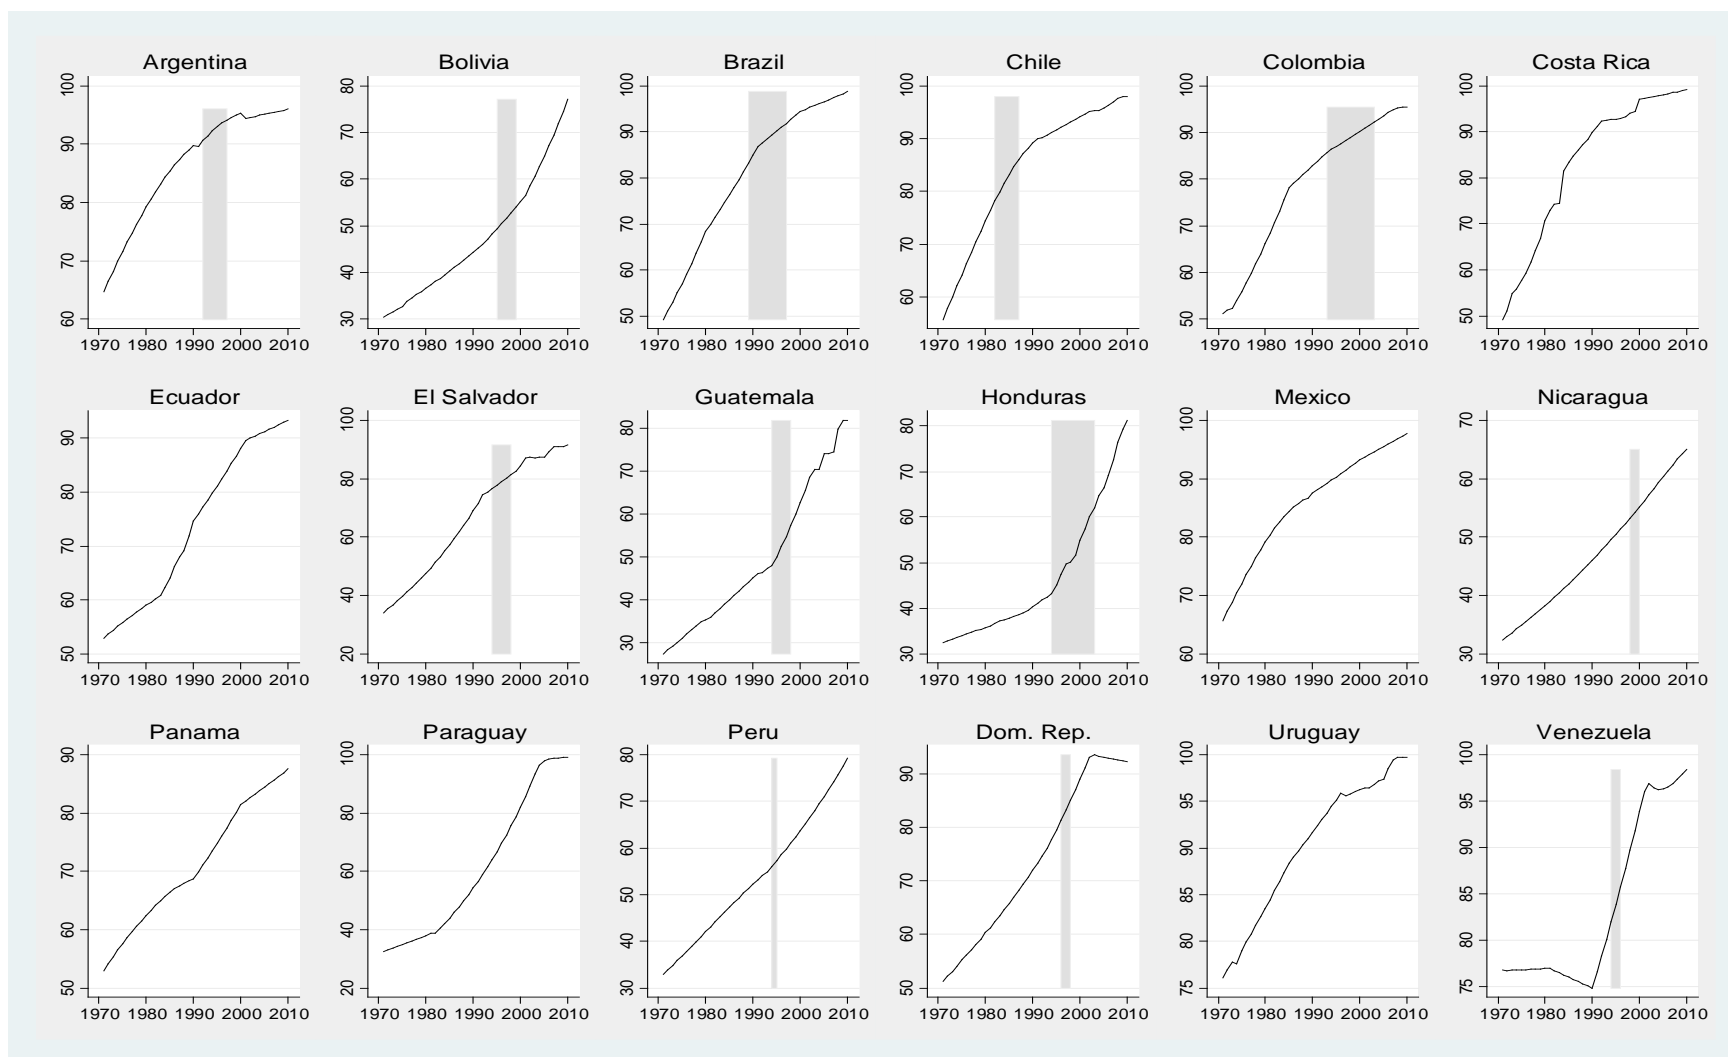 Argentina Bolivia Brazil Chile Colombia Costa Rica
100 90 80 70 60
80 70 60 50 40 30
100 90 80 70 60 50
100 90 80 70 60
100 90 80 70 60 50
100 90 80 70 60 50
1970 1980 1990 2000 2010 1970 1980 1990 2000 2010 1970 1980 1990 2000 2010 1970 1980 1990 2000 2010 1970 1980 1990 2000 2010 1970 1980 1990 2000 2010
Ecuador El Salvador Guatemala Honduras Mexico Nicaragua
90 80 70 60 50
100 80 60 40 20
80 70 60 50 40 30
80 70 60 50 40 30
100 90 80 70 60
70 60 50 40 30
1970 1980 1990 2000 2010 1970 1980 1990 2000 2010 1970 1980 1990 2000 2010 1970 1980 1990 2000 2010 1970 1980 1990 2000 2010 1970 1980 1990 2000 2010
Panama Paraguay Peru Dom. Rep. Uruguay Venezuela
90 80 70 60 50
100 80 60 40 20
80 70 60 50 40 30
90 80 70 60 50
100 95 90 85 80 75
100 95 90 85 80 75
1970 1980 1990 2000 2010 1970 1980 1990 2000 2010 1970 1980 1990 2000 2010 1970 1980 1990 2000 2010 1970 1980 1990 2000 2010 1970 1980 1990 2000 2010